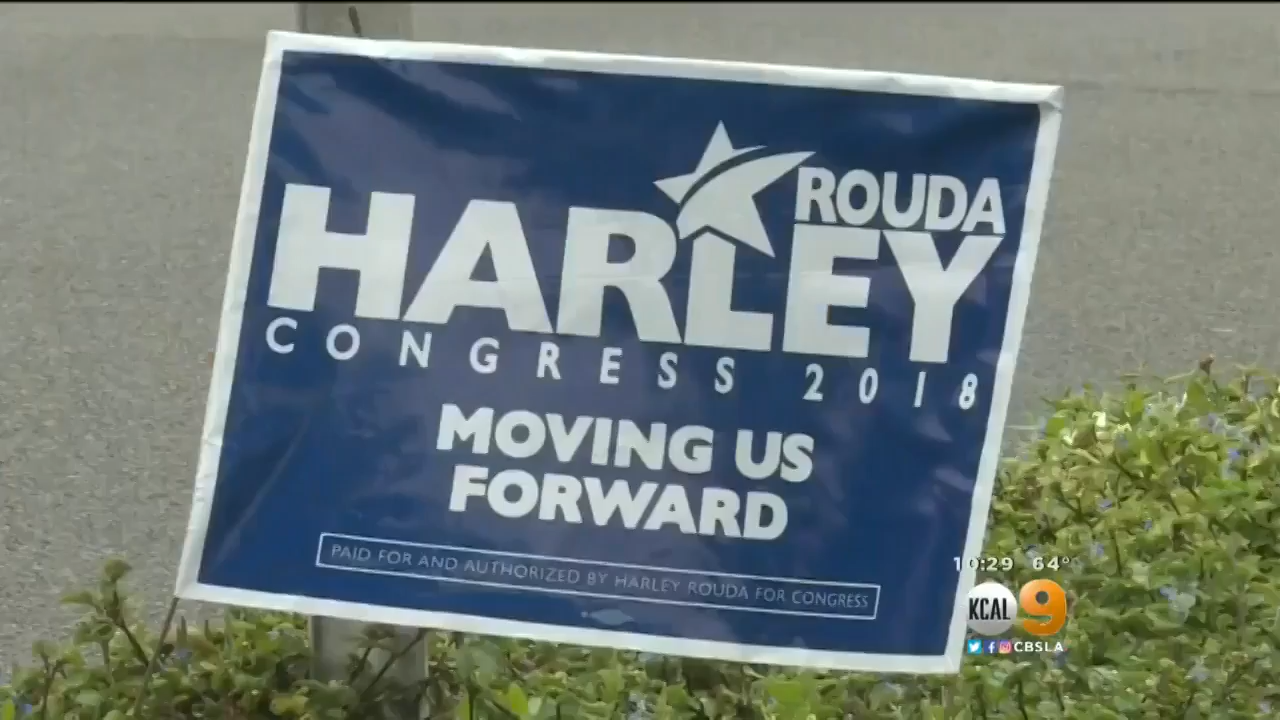 ROUDA
HARLEY
CONGRESS 2018
MOVING US
FORWARD
PAID FOR AND AUTHORIZED BY HARLEY ROUDA FOR CONGRESS
10:29 64°
KCAL 9
CBSLA